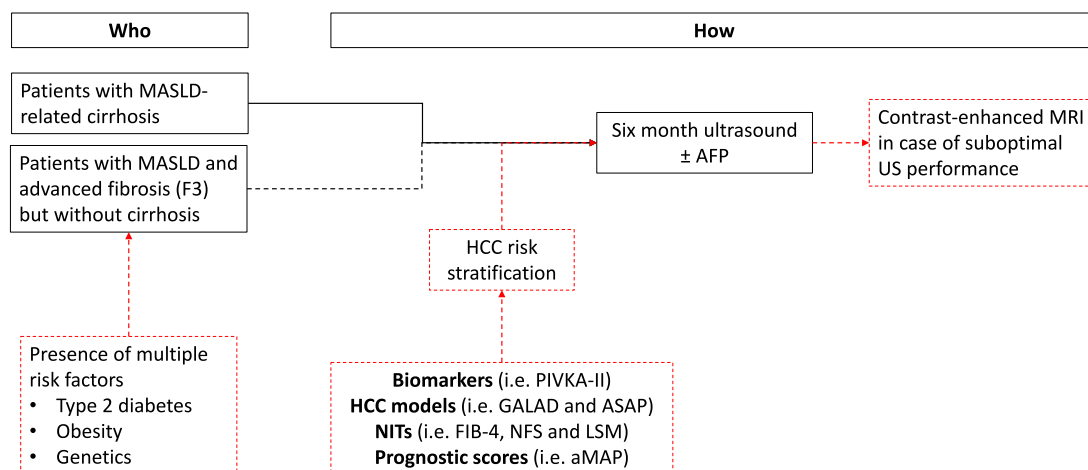 Who
How
Patients with MASLD-
related cirrhosis
Patients with MASLD and
advanced fibrosis (F3)
but without cirrhosis
Six month ultrasound
± AFP
Contrast-enhanced MRI
in case of suboptimal
US performance
HCC risk
stratification
Presence of multiple
risk factors
• Type 2 diabetes
• Obesity
• Genetics
Biomarkers (i.e. PIVKA-II)
HCC models (i.e. GALAD and ASAP)
NITs (i.e. FIB-4, NFS and LSM)
Prognostic scores (i.e. aMAP)